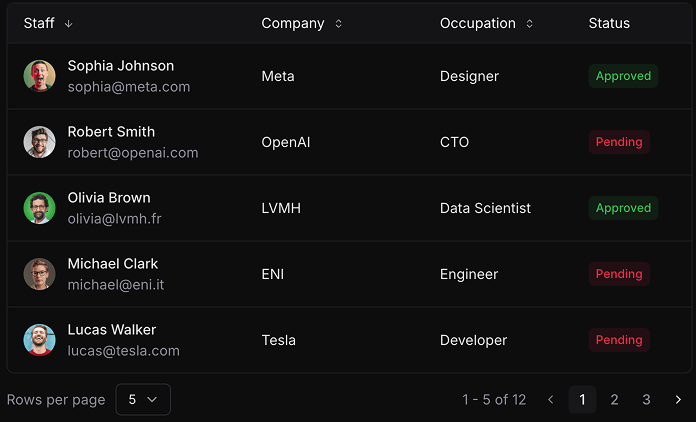 Staff Company Occupation Status
Sophia Johnson
sophia@meta.com
Meta Designer Approved
Robert Smith
robert@openai.com
OpenAI CTO Pending
Olivia Brown
olivia@lvmh.fr
LVMH Data Scientist Approved
Michael Clark
michael@eni.it
ENI Engineer Pending
Lucas Walker
lucas@tesla.com
Tesla Developer Pending
Rows per page 5 1 - 5 of 12 1 2 3